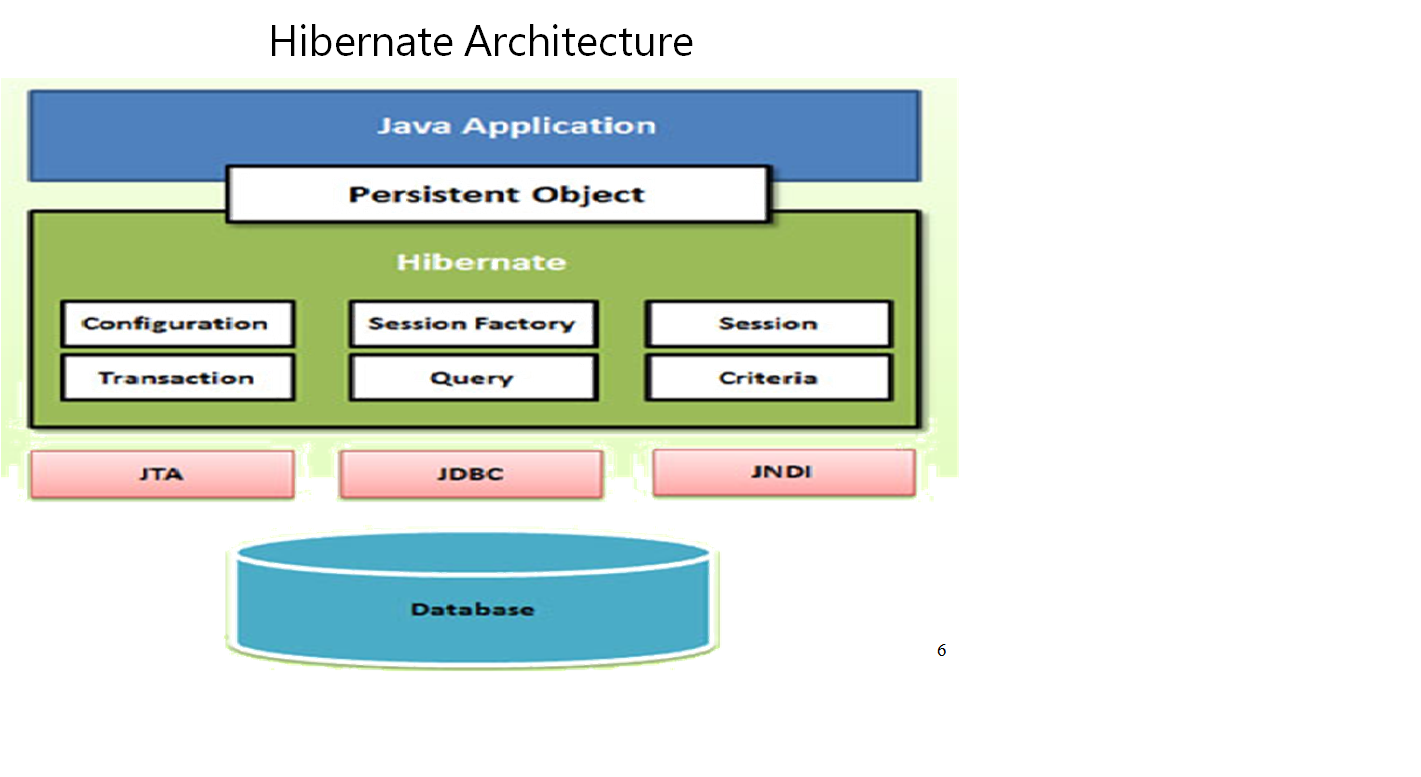 Hibernate Architecture
Java Application
Persistent Object
Hibernate
Configuration
Session Factory
Session
Transaction
Query
Criteria
JTA
JDBC
JNDI
Database
6